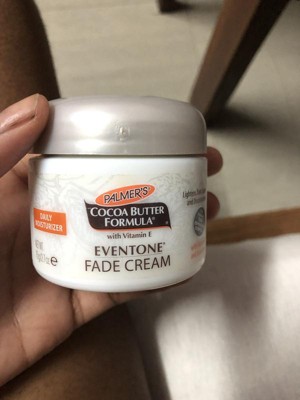 PALMER'S
COCOA BUTTER
FORMULA
with Vitamin E
EVENTONE
FADE CREAM
DAILY
MOISTURIZER